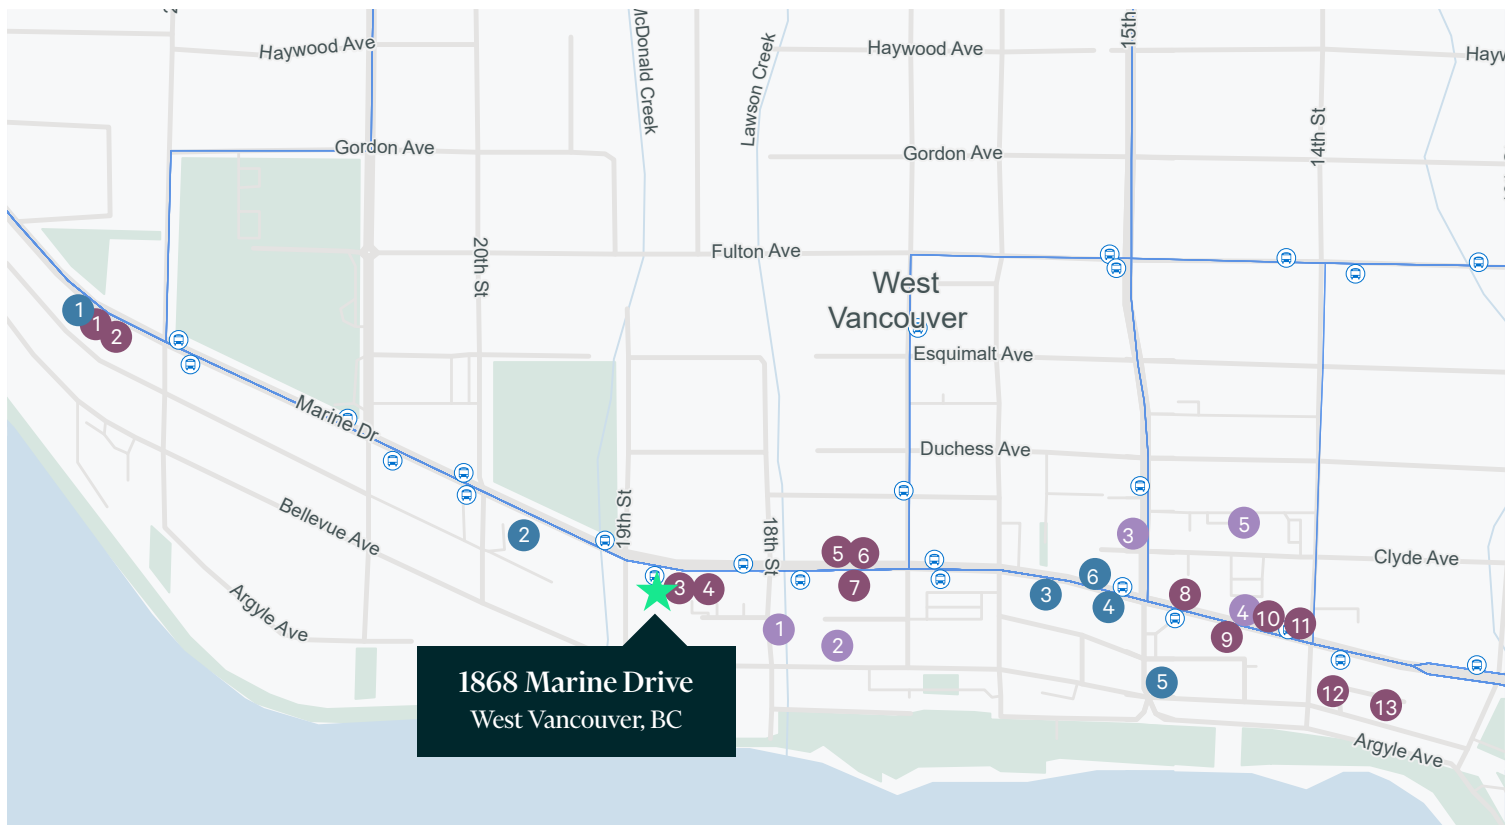 Haywood Ave
McDonald Creek
Lawson Creek
Haywood Ave
15th
Hayw
Gordon Ave
Gordon Ave
14th St
20th St
Fulton Ave
West
Vancouver
1
1
2
Esquimalt Ave
Marine Dr
Duchess Ave
Bellevue Ave
2
19th St
18th St
5
6
7
3
4
3
5
Clyde Ave
6
3
4
8
4
10
11
9
1
2
Argyle Ave
5
12
13
Argyle Ave
1868 Marine Drive
West Vancouver, BC